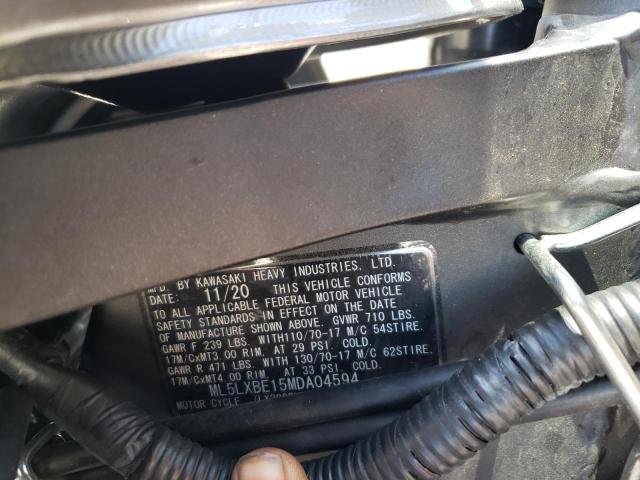 MFD. BY KAWASAKI HEAVY INDUSTRIES, LTD.
DATE: 11/20 THIS VEHICLE CONFORMS
TO ALL APPLICABLE FEDERAL MOTOR VEHICLE
SAFETY STANDARDS IN EFFECT ON THE DATE
OF MANUFACTURE SHOWN ABOVE. GVWR 710 LBS.
GAWR F 239 LBS. WITH110/70-17 M/C 54STIRE.
17M/CxMT3.00 RIM, AT 29 PSI COLD.
GAWR R 471 LBS. WITH 130/70-17 M/C 62STIRE.
17M/CxMT4.00 RIM, AT 33 PSI COLD.
ML5LXBE15MDA04594
MOTOR CYCLE